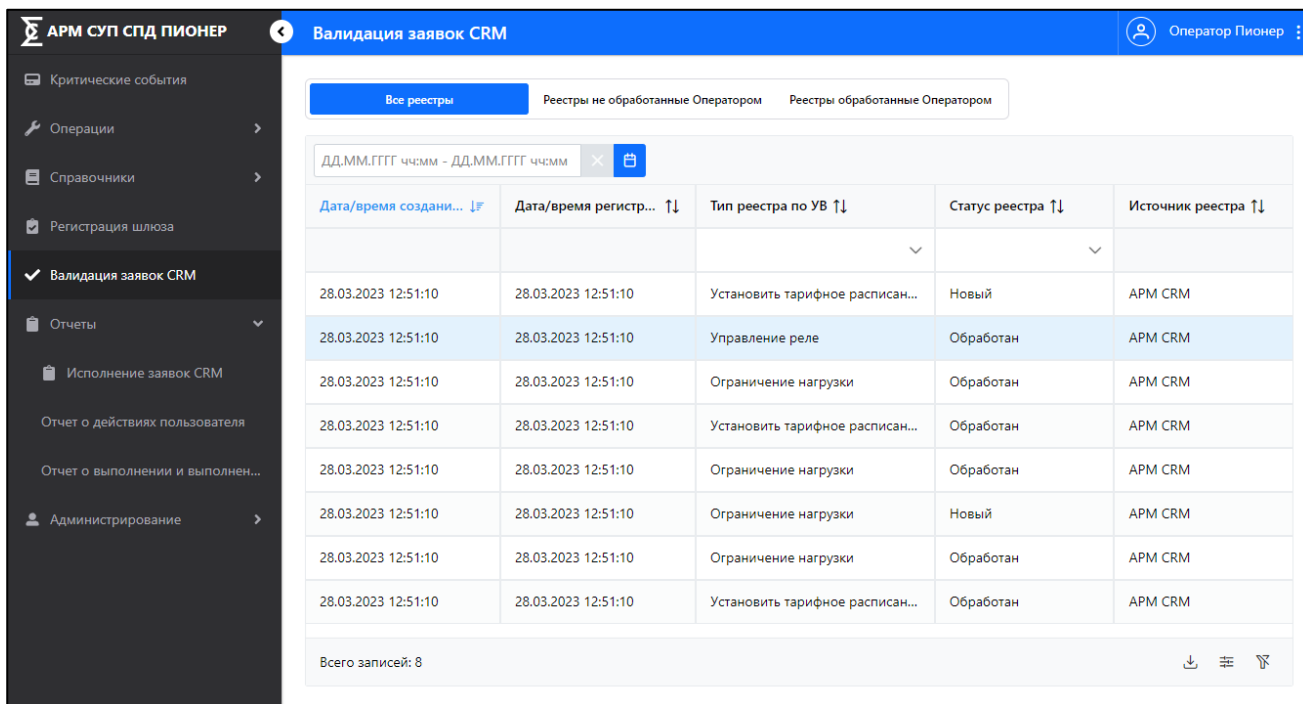 АРМ СУП СПД ПИОНЕР
Валидация заявок CRM
Оператор Пионер
Критические события
Операции
Справочники
Регистрация шлюза
Валидация заявок CRM
Отчеты
Исполнение заявок CRM
Отчет о действиях пользователя
Отчет о выполнении и выполнен...
Администрирование
Все реестры Реестры не обработанные Оператором Реестры обработанные Оператором
ДД.ММ.ГГГГ чч:мм - ДД.ММ.ГГГГ чч:мм
Дата/время создани... Дата/время регистр... Тип реестра по УВ Статус реестра Источник реестра
28.03.2023 12:51:10 28.03.2023 12:51:10 Установить тарифное расписан... Новый АРМ CRM
28.03.2023 12:51:10 28.03.2023 12:51:10 Управление реле Обработан АРМ CRM
28.03.2023 12:51:10 28.03.2023 12:51:10 Ограничение нагрузки Обработан АРМ CRM
28.03.2023 12:51:10 28.03.2023 12:51:10 Установить тарифное расписан... Обработан АРМ CRM
28.03.2023 12:51:10 28.03.2023 12:51:10 Ограничение нагрузки Обработан АРМ CRM
28.03.2023 12:51:10 28.03.2023 12:51:10 Ограничение нагрузки Новый АРМ CRM
28.03.2023 12:51:10 28.03.2023 12:51:10 Ограничение нагрузки Обработан АРМ CRM
28.03.2023 12:51:10 28.03.2023 12:51:10 Установить тарифное расписан... Обработан АРМ CRM
Всего записей: 8